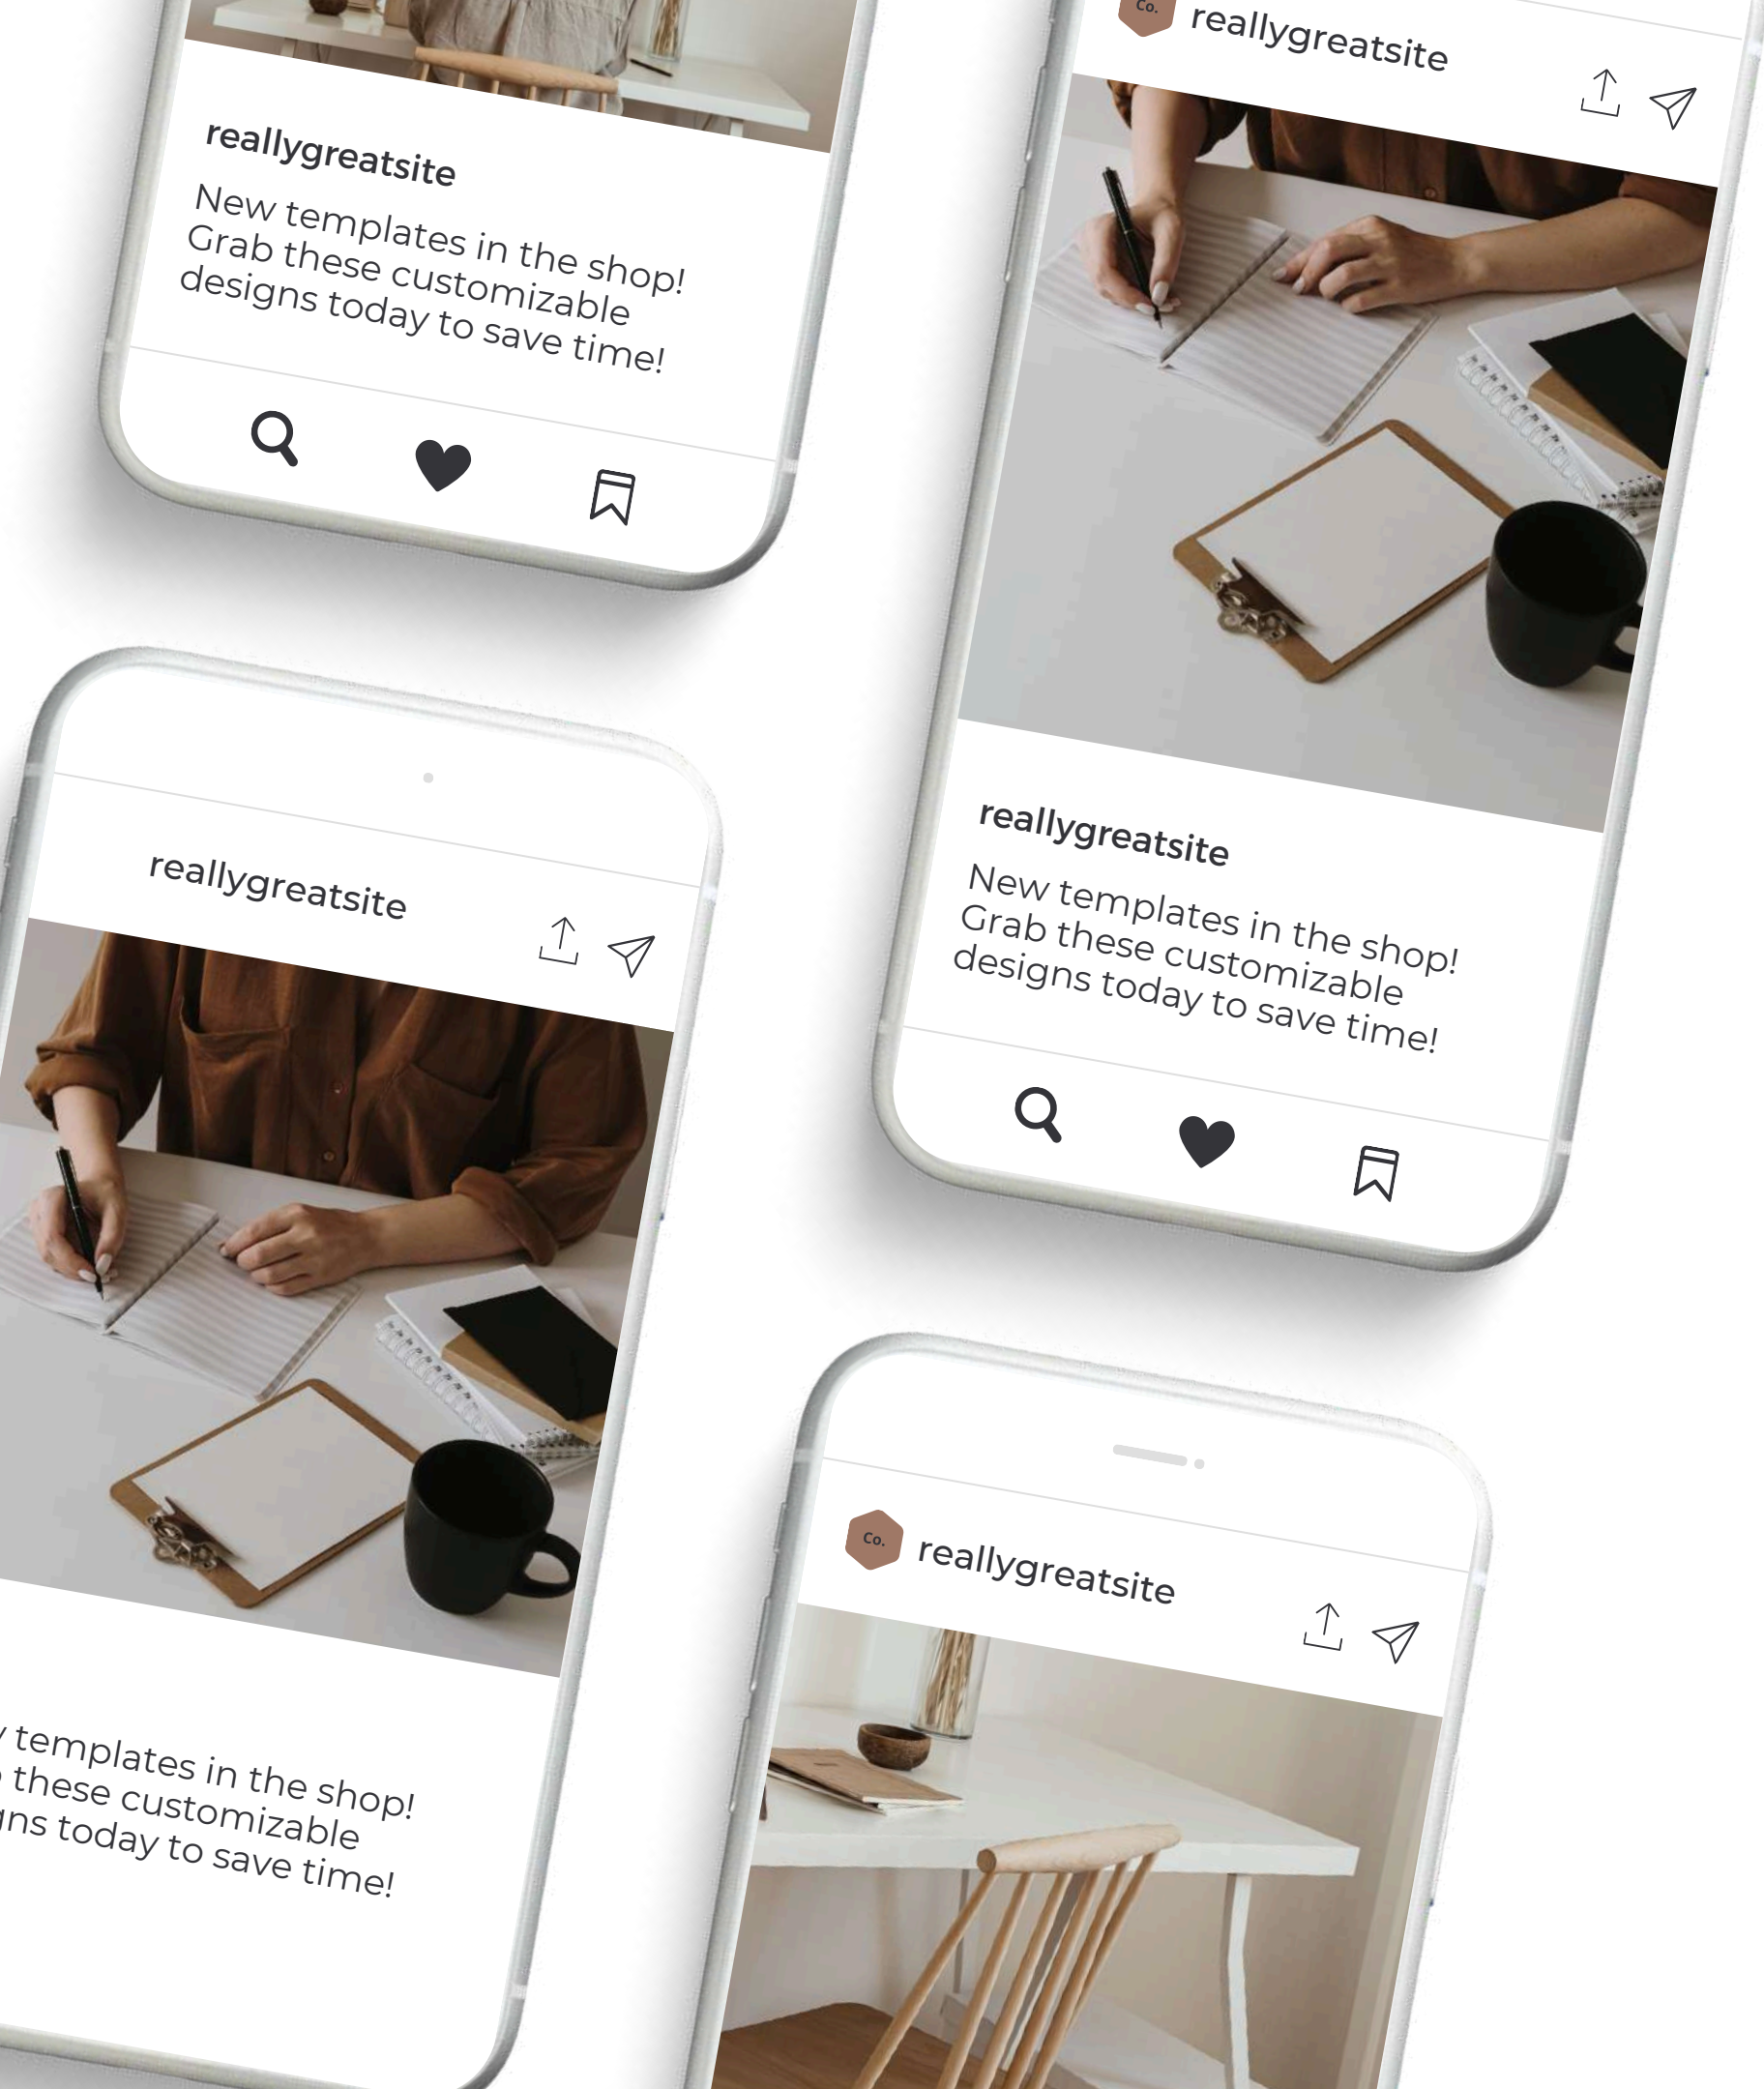 reallygreatsite
New templates in the shop!
Grab these customizable
designs today to save time!
Co.
reallygreatsite
reallygreatsite
New templates in the shop!
Grab these customizable
designs today to save time!
reallygreatsite
templates in the shop!
these customizable
today to save time!
Co.
reallygreatsite